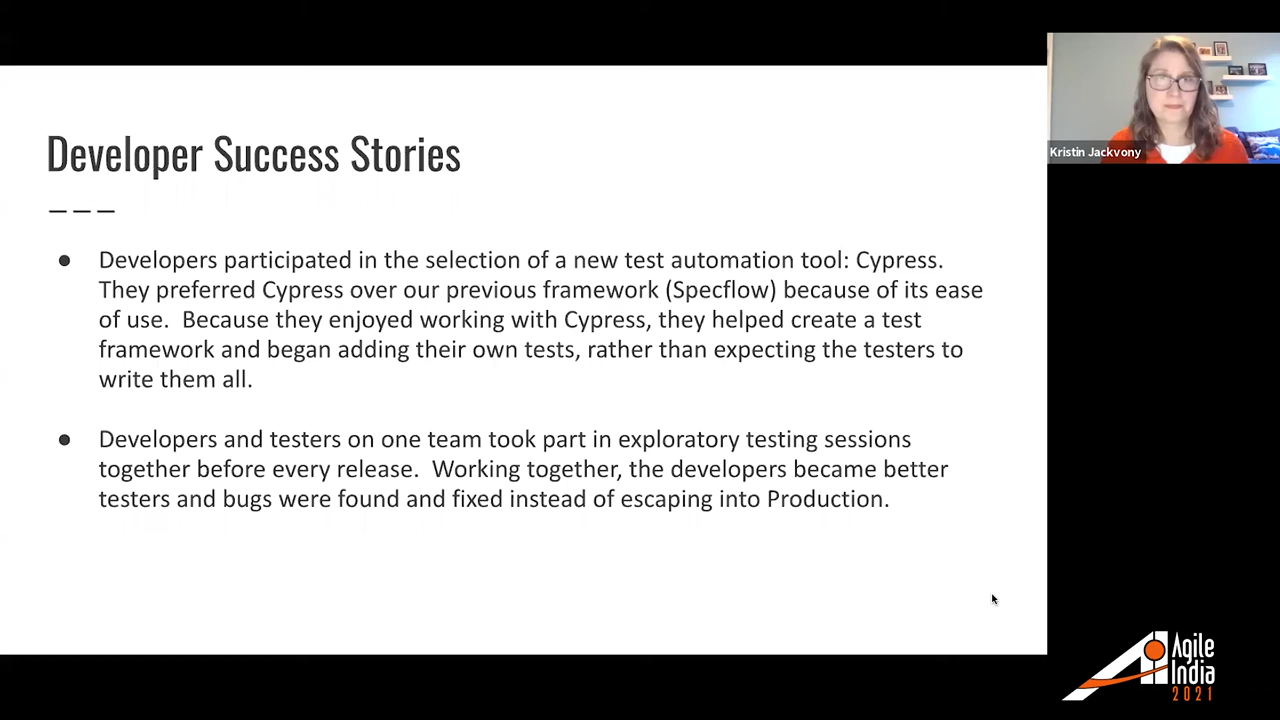 Developer Success Stories
Developers participated in the selection of a new test automation tool: Cypress.
They preferred Cypress over our previous framework (Specflow) because of its ease
of use.  Because they enjoyed working with Cypress, they helped create a test
framework and began adding their own tests, rather than expecting the testers to
write them all.
Developers and testers on one team took part in exploratory testing sessions
together before every release.  Working together, the developers became better
testers and bugs were found and fixed instead of escaping into Production.
Kristin Jackvony
Agile
India
2021